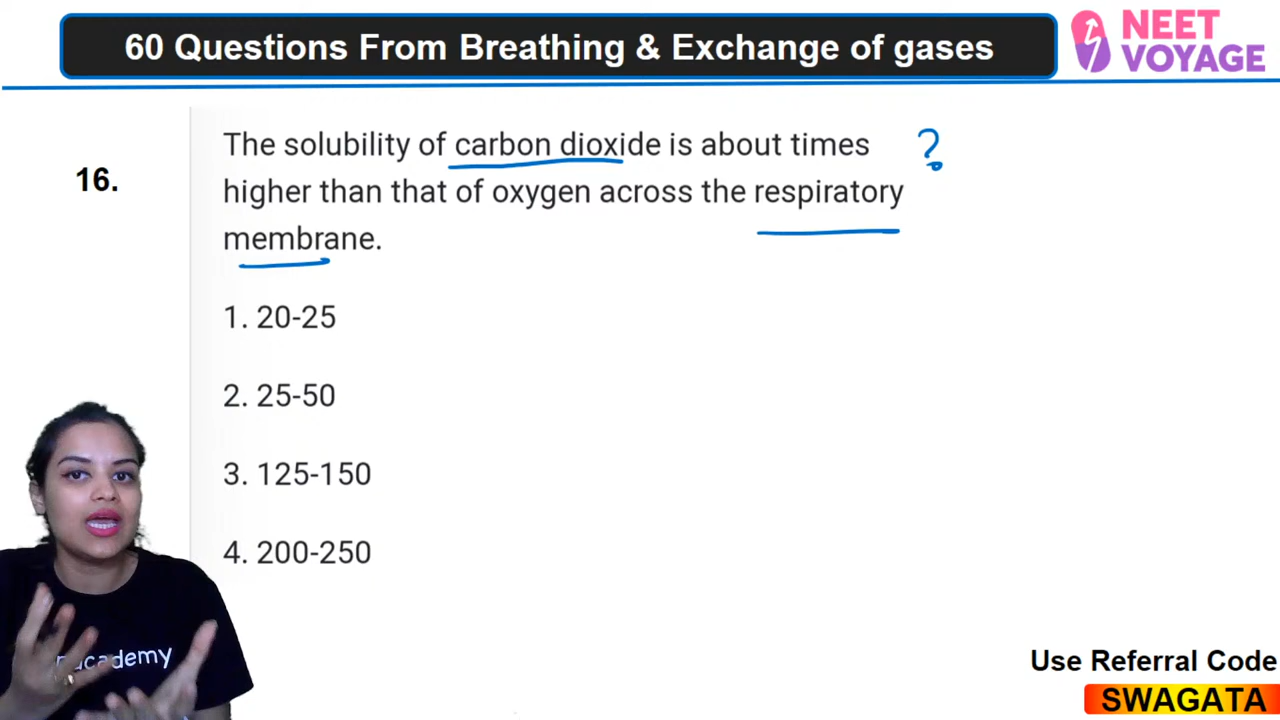 60 Questions From Breathing & Exchange of gases
NEET
VOYAGE
16.
The solubility of carbon dioxide is about times ?
higher than that of oxygen across the respiratory
membrane.
1. 20-25
2. 25-50
3. 125-150
4. 200-250
academy
Use Referral Code
SWAGATA